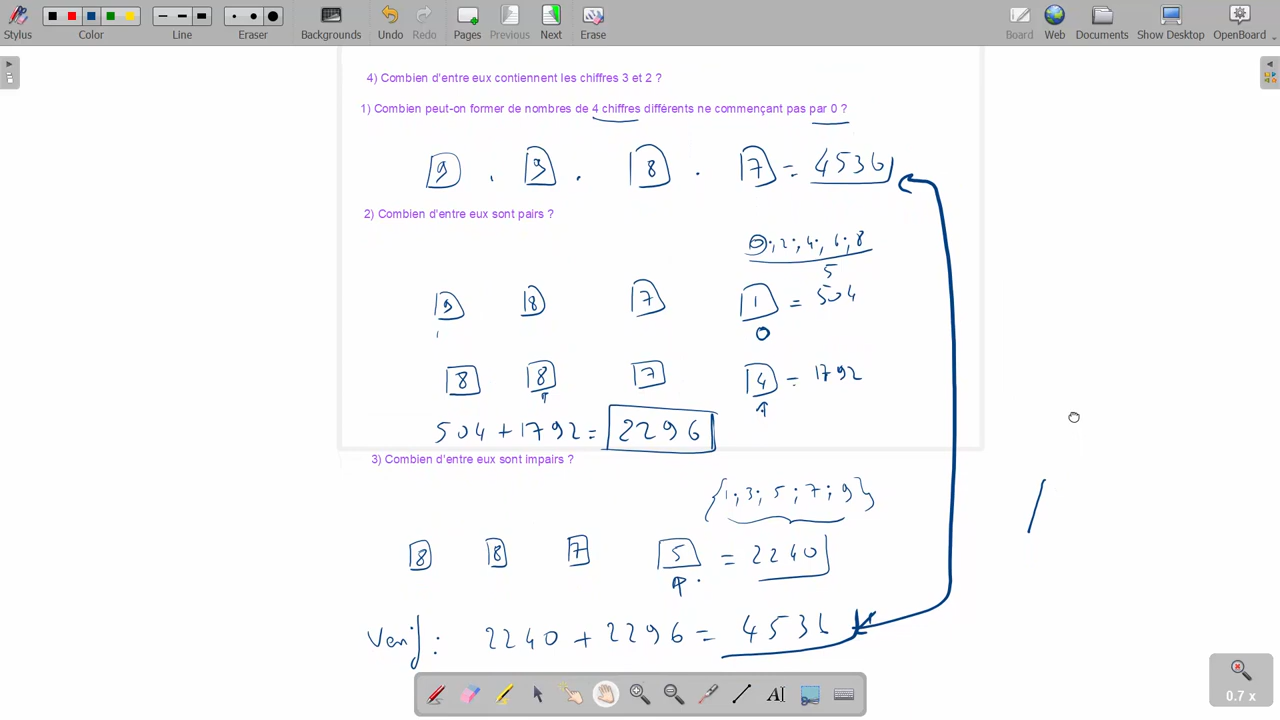 Stylus Color Line Eraser Backgrounds Undo Redo Pages Previous Next Erase Board Web Documents Show Desktop OpenBoard
4) Combien d'entre eux contiennent les chiffres 3 et 2 ?
1) Combien peut-on former de nombres de 4 chiffres différents ne commençant pas par 0 ?
9 . 9 . 8 . 7 = 4536
2) Combien d'entre eux sont pairs ?
0; 2; 4; 6; 8
5
9 8 7 1 = 504
0
8 8 7 4 = 1792
504 + 1792 = 2296
3) Combien d'entre eux sont impairs ?
{1; 3; 5; 7; 9}
8 8 7 5 = 2240
Verif : 2240 + 2296 = 4536
0.7 x